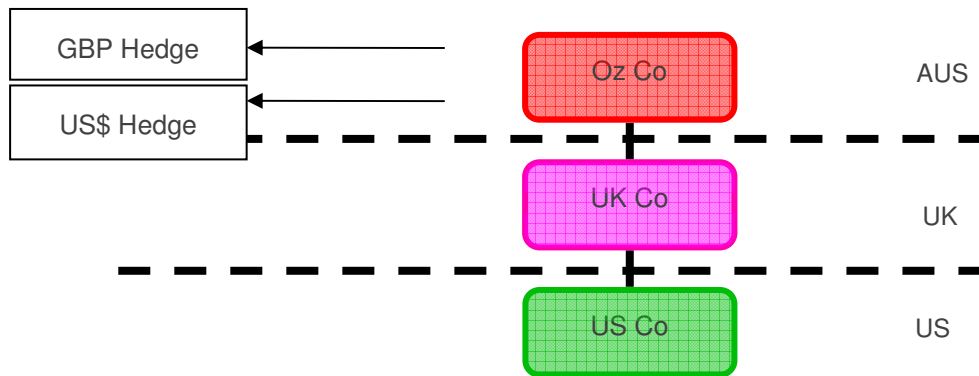 GBP Hedge
Oz Co
AUS
US$ Hedge
UK Co
UK
US Co
US